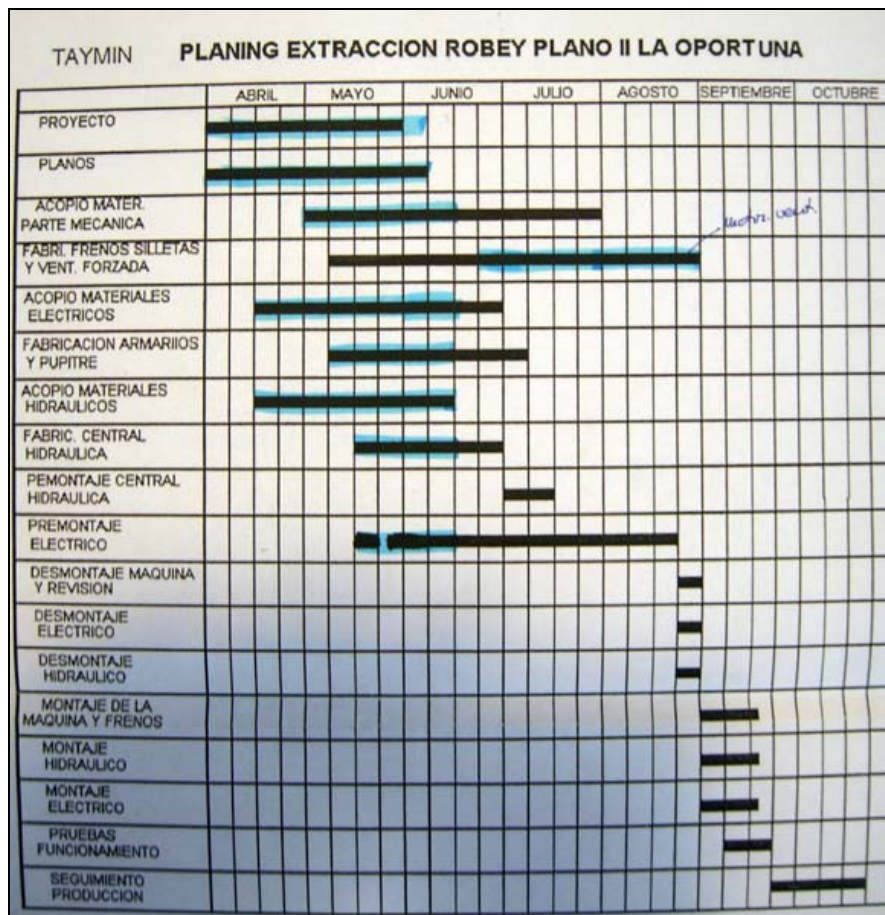 TAYMIN PLANING EXTRACCION ROBEY PLANO II LA OPORTUNA
ABRIL MAYO JUNIO JULIO AGOSTO SEPTIEMBRE OCTUBRE
PROYECTO
PLANOS
ACOPIO MATER.
PARTE MECANICA
FABRI. FRENOS SILLETAS
Y VENT. FORZADA
ACOPIO MATERIALES
ELECTRICOS
FABRICACION ARMARIIOS
Y PUPITRE
ACOPIO MATERIALES
HIDRAULICOS
FABRIC. CENTRAL
HIDRAULICA
PEMONTAJE CENTRAL
HIDRAULICA
PREMONTAJE
ELECTRICO
DESMONTAJE MAQUINA
Y REVISION
DESMONTAJE
ELECTRICO
DESMONTAJE
HIDRAULICO
MONTAJE DE LA
MAQUINA Y FRENOS
MONTAJE
HIDRAULICO
MONTAJE
ELECTRICO
PRUEBAS
FUNCIONAMIENTO
SEGUIMIENTO
PRODUCCION